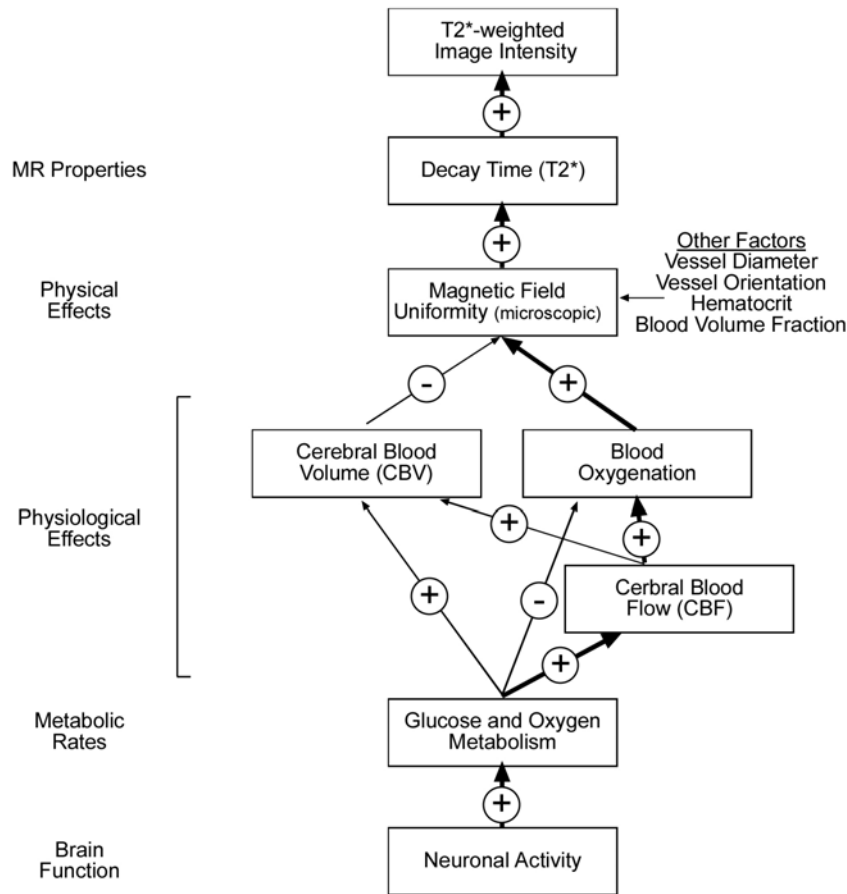 T2*-weighted
Image Intensity
+
MR Properties
Decay Time (T2*)
+
Physical
Effects
Magnetic Field
Uniformity (microscopic)
Other Factors
Vessel Diameter
Vessel Orientation
Hematocrit
Blood Volume Fraction
-
+
Physiological
Effects
Cerebral Blood
Volume (CBV)
Blood
Oxygenation
+
+
Cerbral Blood
Flow (CBF)
+
-
+
Metabolic
Rates
Glucose and Oxygen
Metabolism
+
Brain
Function
Neuronal Activity